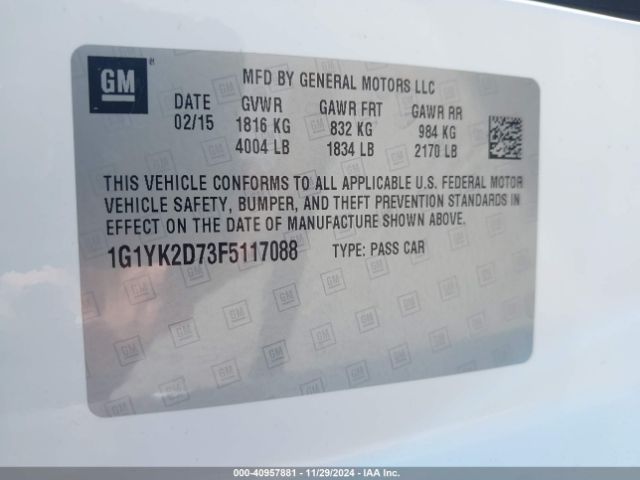 GM
MFD BY GENERAL MOTORS LLC
DATE GVWR GAWR FRT GAWR RR
02/15 1816 KG 832 KG 984 KG
4004 LB 1834 LB 2170 LB
THIS VEHICLE CONFORMS TO ALL APPLICABLE U.S. FEDERAL MOTOR
VEHICLE SAFETY, BUMPER, AND THEFT PREVENTION STANDARDS IN
EFFECT ON THE DATE OF MANUFACTURE SHOWN ABOVE.
1G1YK2D73F5117088 TYPE: PASS CAR
000-40957881 - 11/29/2024 - IAAI.COM